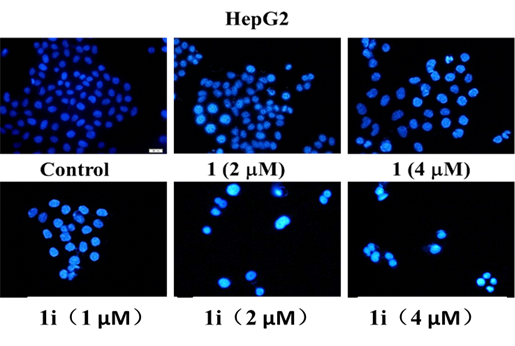 HepG2
Control
1 (2 μM)
1 (4 μM)
1i（1 μM）
1i（2 μM）
1i（4 μM）